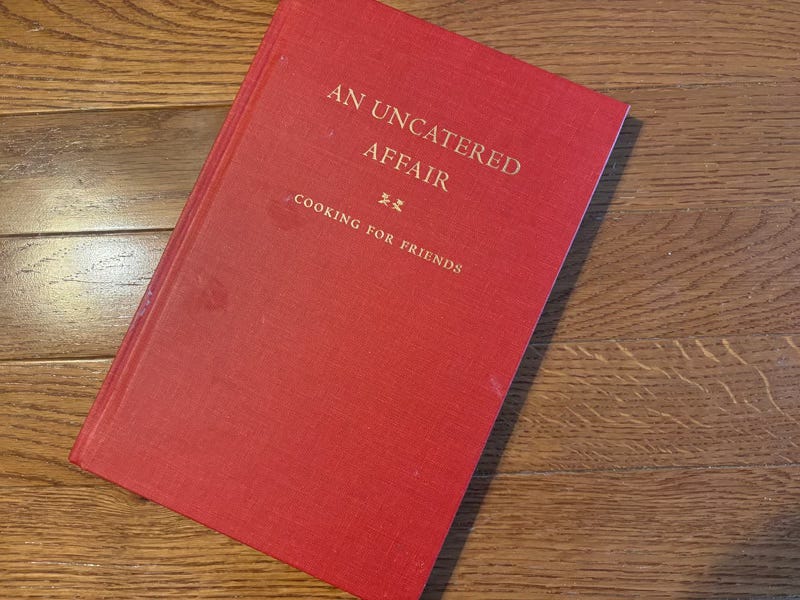 AN UNCATERED
AFFAIR
COOKING FOR FRIENDS